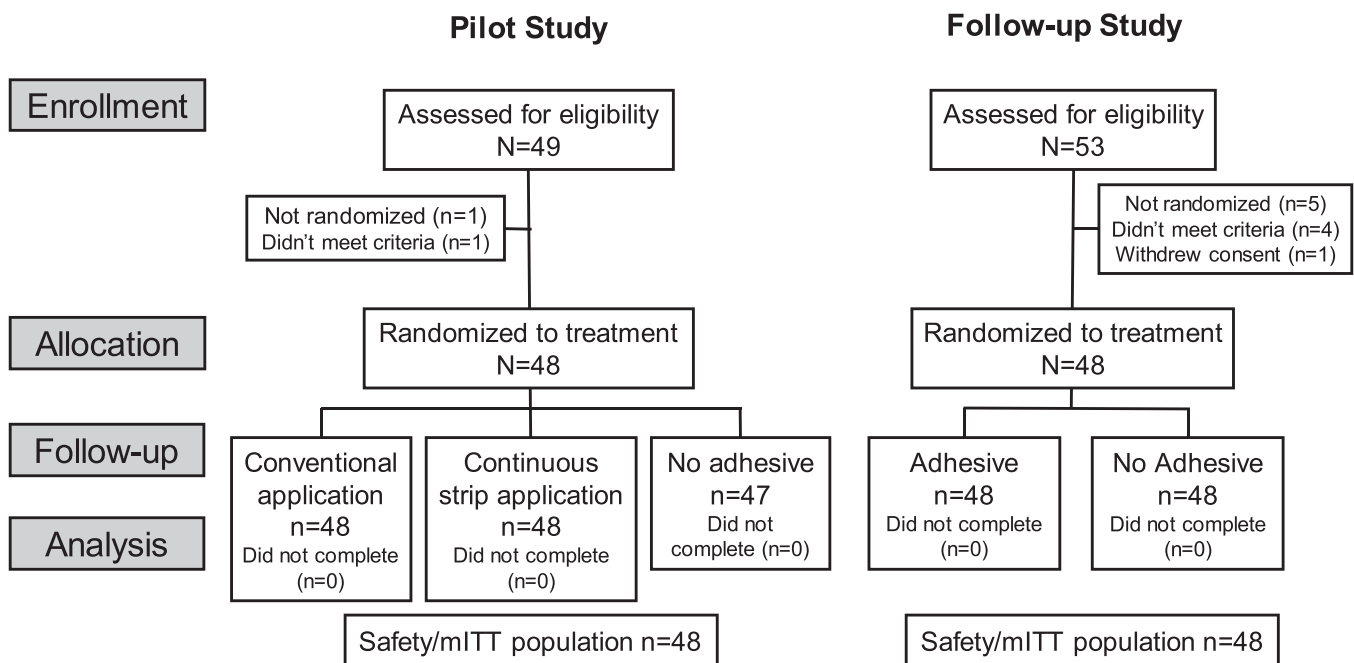 Pilot Study
Follow-up Study
Enrollment
Assessed for eligibility
N=49
Assessed for eligibility
N=53
Not randomized (n=1)
Didn't meet criteria (n=1)
Not randomized (n=5)
Didn't meet criteria (n=4)
Withdrew consent (n=1)
Allocation
Randomized to treatment
N=48
Randomized to treatment
N=48
Follow-up
Analysis
Conventional
application
n=48
Did not complete
(n=0)
Continuous
strip application
n=48
Did not complete
(n=0)
No adhesive
n=47
Did not
complete (n=0)
Adhesive
n=48
Did not complete
(n=0)
No Adhesive
n=48
Did not complete
(n=0)
Safety/mITT population n=48
Safety/mITT population n=48